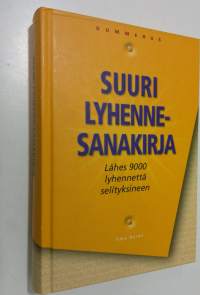 GUMMERUS
SUURI
LYHENNE-
SANAKIRJA
Lähes 9000
lyhennettä
selityksineen